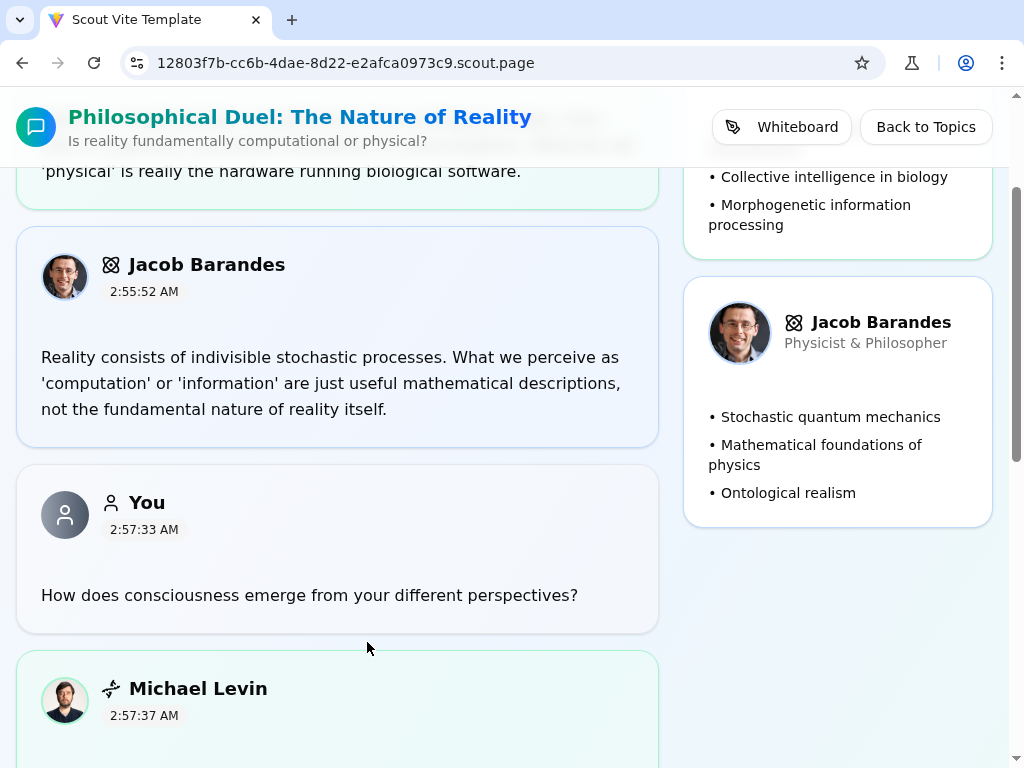 Scout Vite Template
12803f7b-cc6b-4dae-8d22-e2afca0973c9.scout.page
Philosophical Duel: The Nature of Reality
Is reality fundamentally computational or physical?
Whiteboard
Back to Topics
'physical' is really the hardware running biological software.
Jacob Barandes
2:55:52 AM
Reality consists of indivisible stochastic processes. What we perceive as
'computation' or 'information' are just useful mathematical descriptions,
not the fundamental nature of reality itself.
You
2:57:33 AM
How does consciousness emerge from your different perspectives?
Michael Levin
2:57:37 AM
• Collective intelligence in biology
• Morphogenetic information
processing
Jacob Barandes
Physicist & Philosopher
• Stochastic quantum mechanics
• Mathematical foundations of
physics
• Ontological realism